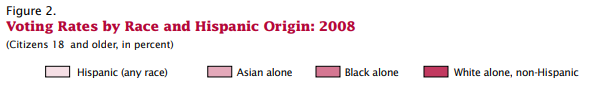 Figure 2.
Voting Rates by Race and Hispanic Origin: 2008
(Citizens 18 and older, in percent)
Hispanic (any race) Asian alone Black alone White alone, non-Hispanic